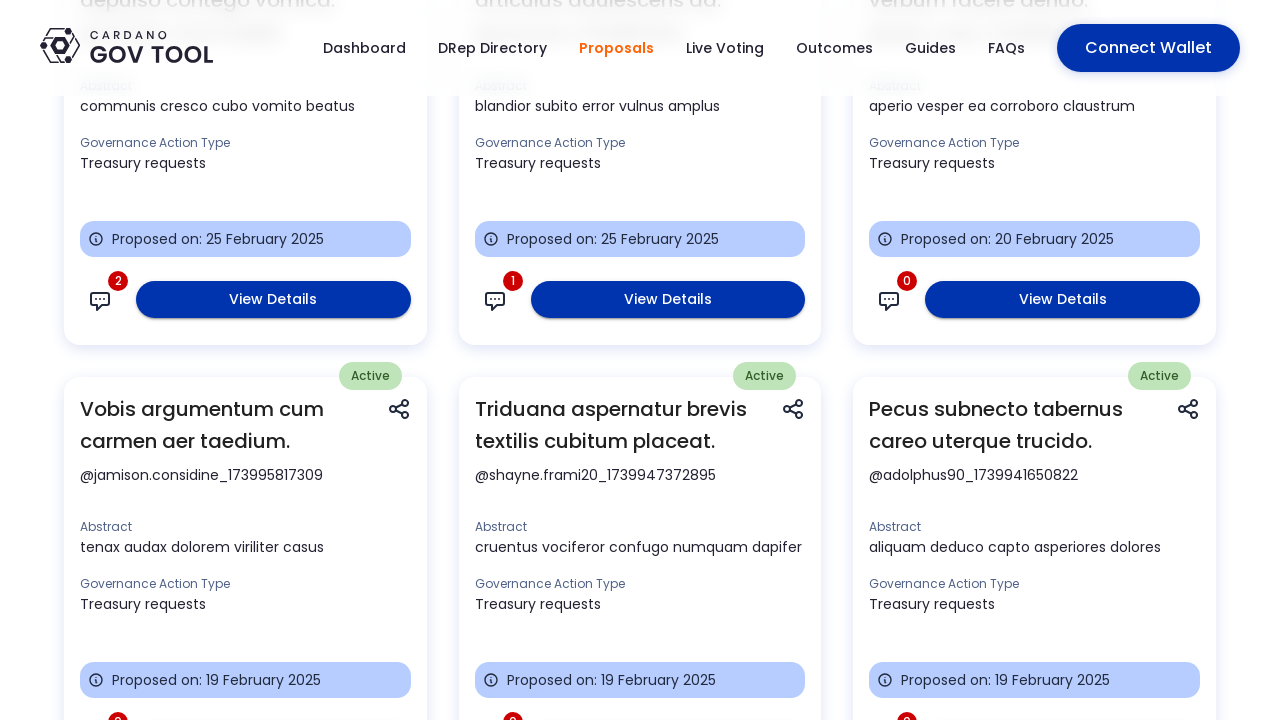 CARDANO
GOV TOOL
Dashboard
DRep Directory
Proposals
Live Voting
Outcomes
Guides
FAQs
Connect Wallet
Abstract
communis cresco cubo vomito beatus
Governance Action Type
Treasury requests
Proposed on: 25 February 2025
2
View Details
Abstract
blandior subito error vulnus amplus
Governance Action Type
Treasury requests
Proposed on: 25 February 2025
1
View Details
Abstract
aperio vesper ea corroboro claustrum
Governance Action Type
Treasury requests
Proposed on: 20 February 2025
0
View Details
Active
Vobis argumentum cum
carmen aer taedium.
@jamison.considine_173995817309
Abstract
tenax audax dolorem viriliter casus
Governance Action Type
Treasury requests
Proposed on: 19 February 2025
Active
Triduana aspernatur brevis
textilis cubitum placeat.
@shayne.frami20_1739947372895
Abstract
cruentus vociferor confugo numquam dapifer
Governance Action Type
Treasury requests
Proposed on: 19 February 2025
Active
Pecus subnecto tabernus
careo uterque trucido.
@adolphus90_1739941650822
Abstract
aliquam deduco capto asperiores dolores
Governance Action Type
Treasury requests
Proposed on: 19 February 2025